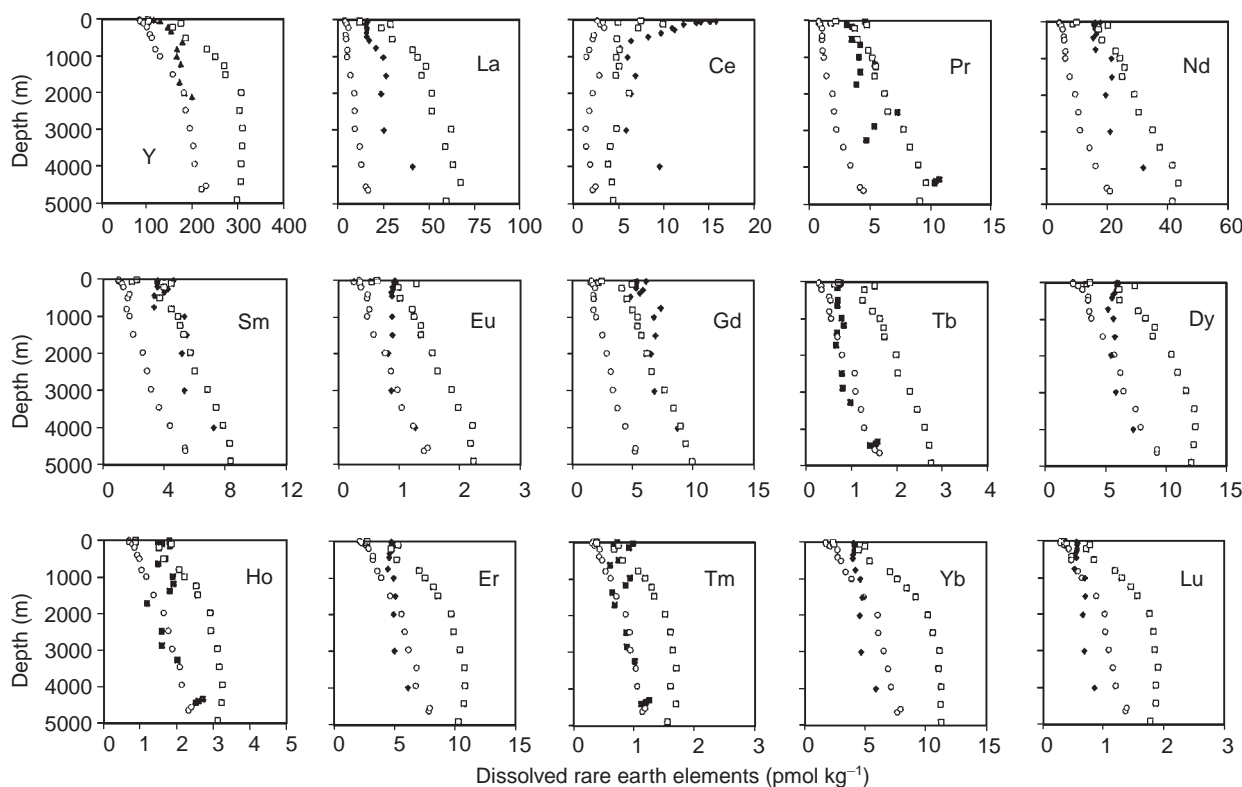 0
1000
2000
3000
4000
5000
Depth (m)
Y
0 100 200 300 400
La
0 25 50 75 100
Ce
0 5 10 15 20
Pr
0 5 10 15
Nd
0 20 40 60
0
1000
2000
3000
4000
5000
Depth (m)
Sm
0 4 8 12
Eu
0 1 2 3
Gd
0 5 10 15
Tb
0 1 2 3 4
Dy
0 5 10 15
0
1000
2000
3000
4000
5000
Depth (m)
Ho
0 1 2 3 4 5
Er
0 5 10 15
Tm
0 1 2 3
Yb
0 5 10 15
Lu
0 1 2 3
Dissolved rare earth elements (pmol kg⁻¹)